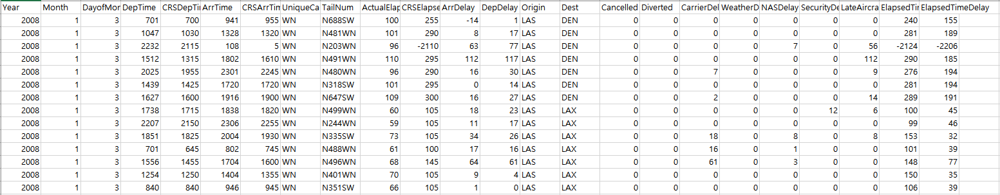 Year Month DayofMor DepTime CRSDepTir ArrTime CRSArrTin UniqueCa TailNum ActualElap CRSElapse ArrDelay DepDelay Origin Dest Cancelled Diverted CarrierDel WeatherD NASDelay SecurityDe LateAircra ElapsedTir ElapsedTimeDelay
2008 1 3 701 700 941 955 WN N688SW 100 255 -14 1 LAS DEN 0 0 0 0 0 0 0 240 155
2008 1 3 1047 1030 1328 1320 WN N481WN 101 290 8 17 LAS DEN 0 0 0 0 0 0 0 281 189
2008 1 3 2232 2115 108 5 WN N203WN 96 -2110 63 77 LAS DEN 0 0 0 0 7 0 56 -2124 -2206
2008 1 3 1512 1315 1802 1610 WN N491WN 110 295 112 117 LAS DEN 0 0 0 0 0 0 112 290 185
2008 1 3 2025 1955 2301 2245 WN N480WN 96 290 16 30 LAS DEN 0 0 7 0 0 0 9 276 194
2008 1 3 1439 1425 1720 1720 WN N318SW 101 295 0 14 LAS DEN 0 0 0 0 0 0 0 281 194
2008 1 3 1627 1600 1916 1900 WN N647SW 109 300 16 27 LAS DEN 0 0 2 0 0 0 14 289 191
2008 1 3 1738 1715 1838 1820 WN N499WN 60 105 18 23 LAS LAX 0 0 0 0 0 12 6 100 45
2008 1 3 2207 2150 2306 2255 WN N244WN 59 105 11 17 LAS LAX 0 0 0 0 0 0 0 99 46
2008 1 3 1851 1825 2004 1930 WN N335SW 73 105 34 26 LAS LAX 0 0 18 0 8 0 8 153 32
2008 1 3 701 645 802 745 WN N488WN 61 100 17 16 LAS LAX 0 0 16 0 1 0 0 101 39
2008 1 3 1556 1455 1704 1600 WN N496WN 68 145 64 61 LAS LAX 0 0 61 0 3 0 0 148 77
2008 1 3 1254 1250 1404 1355 WN N401WN 70 105 9 4 LAS LAX 0 0 0 0 0 0 0 150 35
2008 1 3 840 840 946 945 WN N351SW 66 105 1 0 LAS LAX 0 0 0 0 0 0 0 106 39